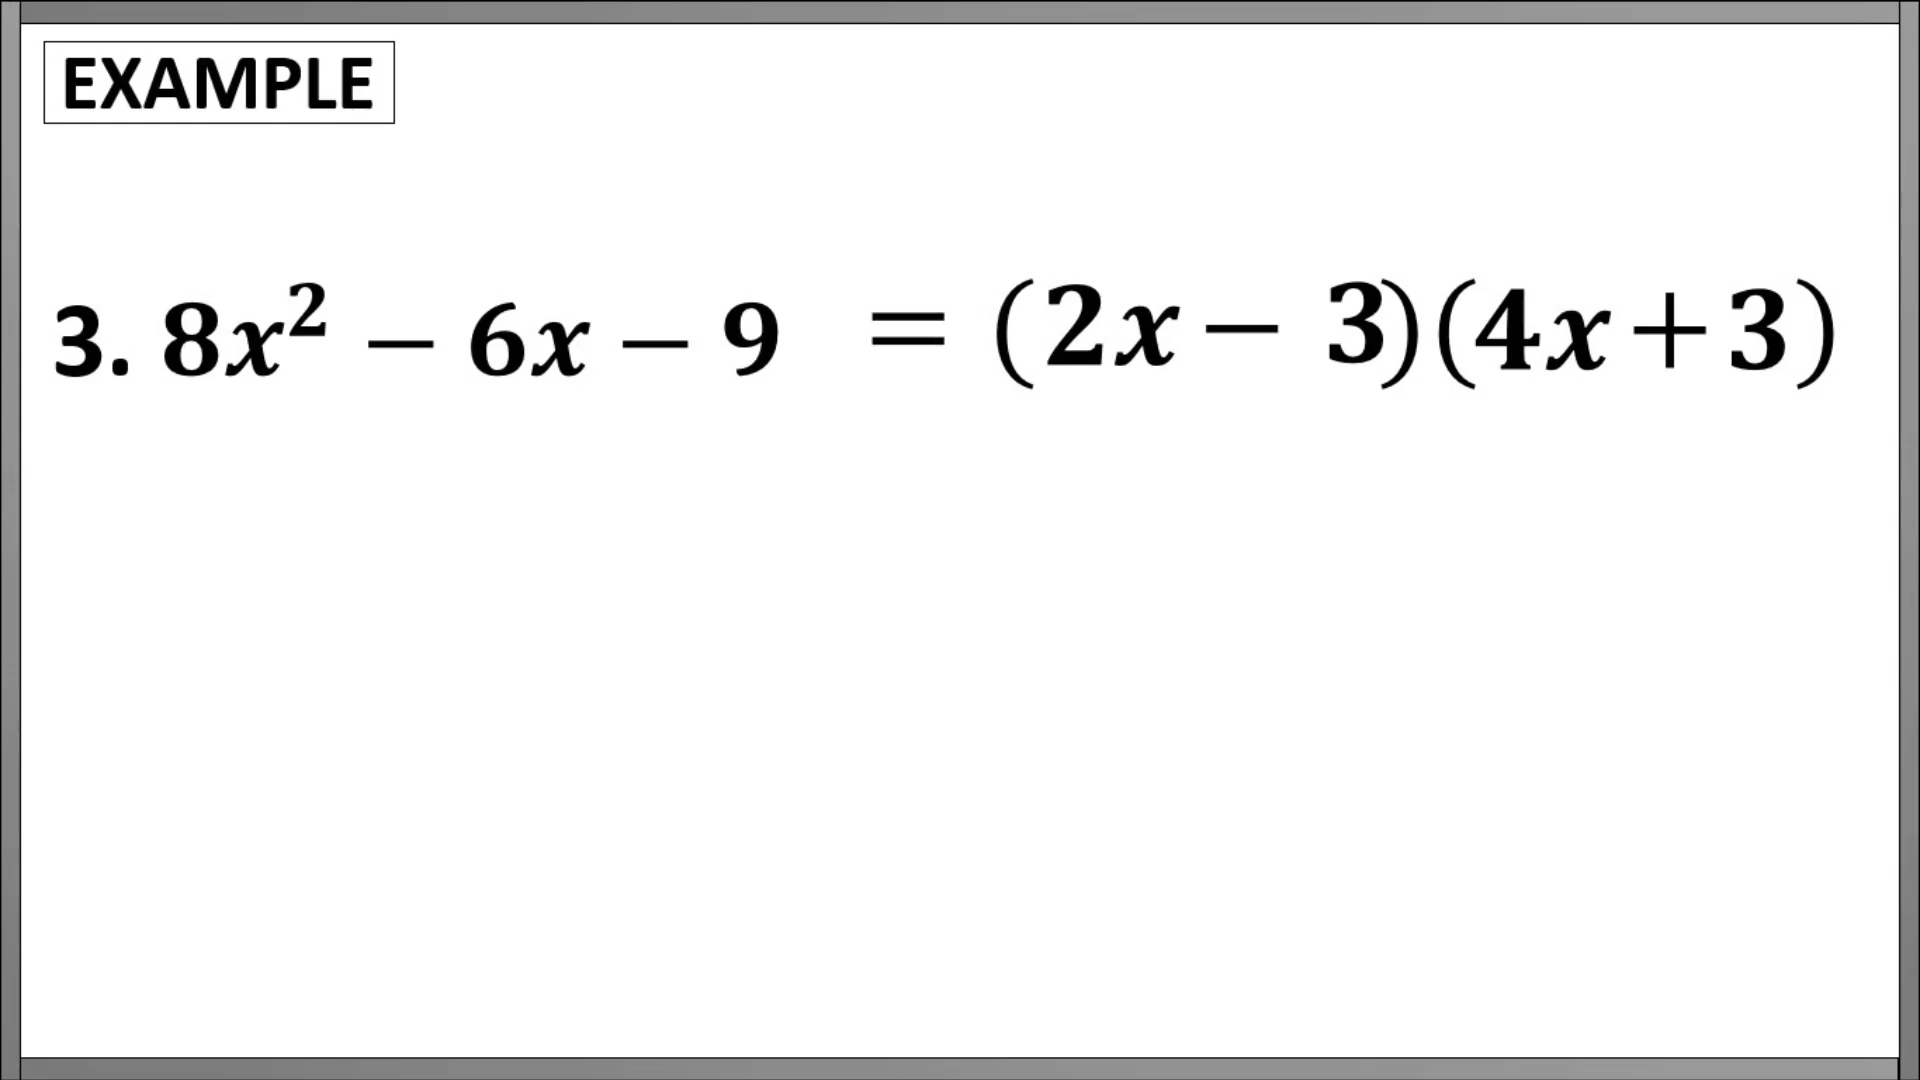 EXAMPLE
3. 8x² − 6x − 9 = (2x − 3)(4x + 3)